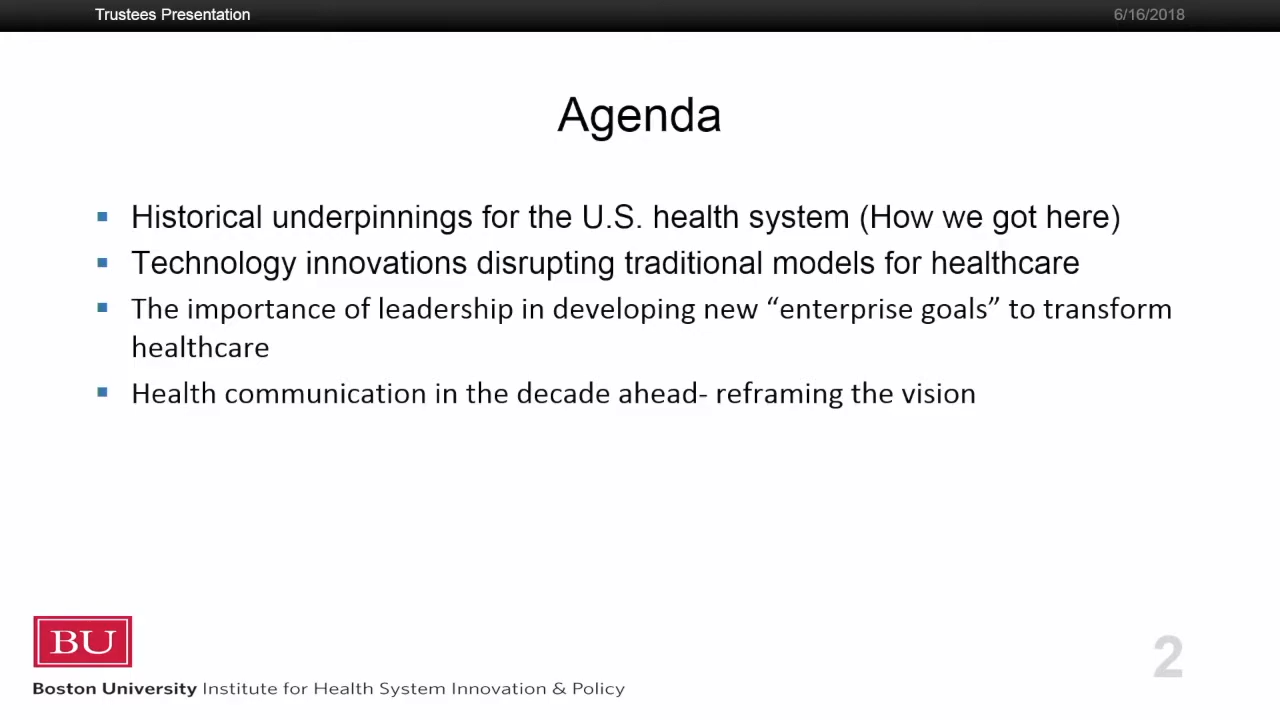 Trustees Presentation
6/16/2018
Agenda
Historical underpinnings for the U.S. health system (How we got here)
Technology innovations disrupting traditional models for healthcare
The importance of leadership in developing new “enterprise goals” to transform
healthcare
Health communication in the decade ahead- reframing the vision
BU
2
Boston University Institute for Health System Innovation & Policy